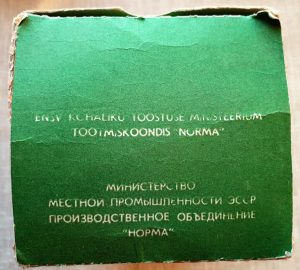 ENSV KOHALIKU TÖÖSTUSE MINISTEERIUM
TOOTMISKOONDIS "NORMA"
МИНИСТЕРСТВО
МЕСТНОЙ ПРОМЫШЛЕННОСТИ ЭССР
ПРОИЗВОДСТВЕННОЕ ОБЪЕДИНЕНИЕ
"НОРМА"